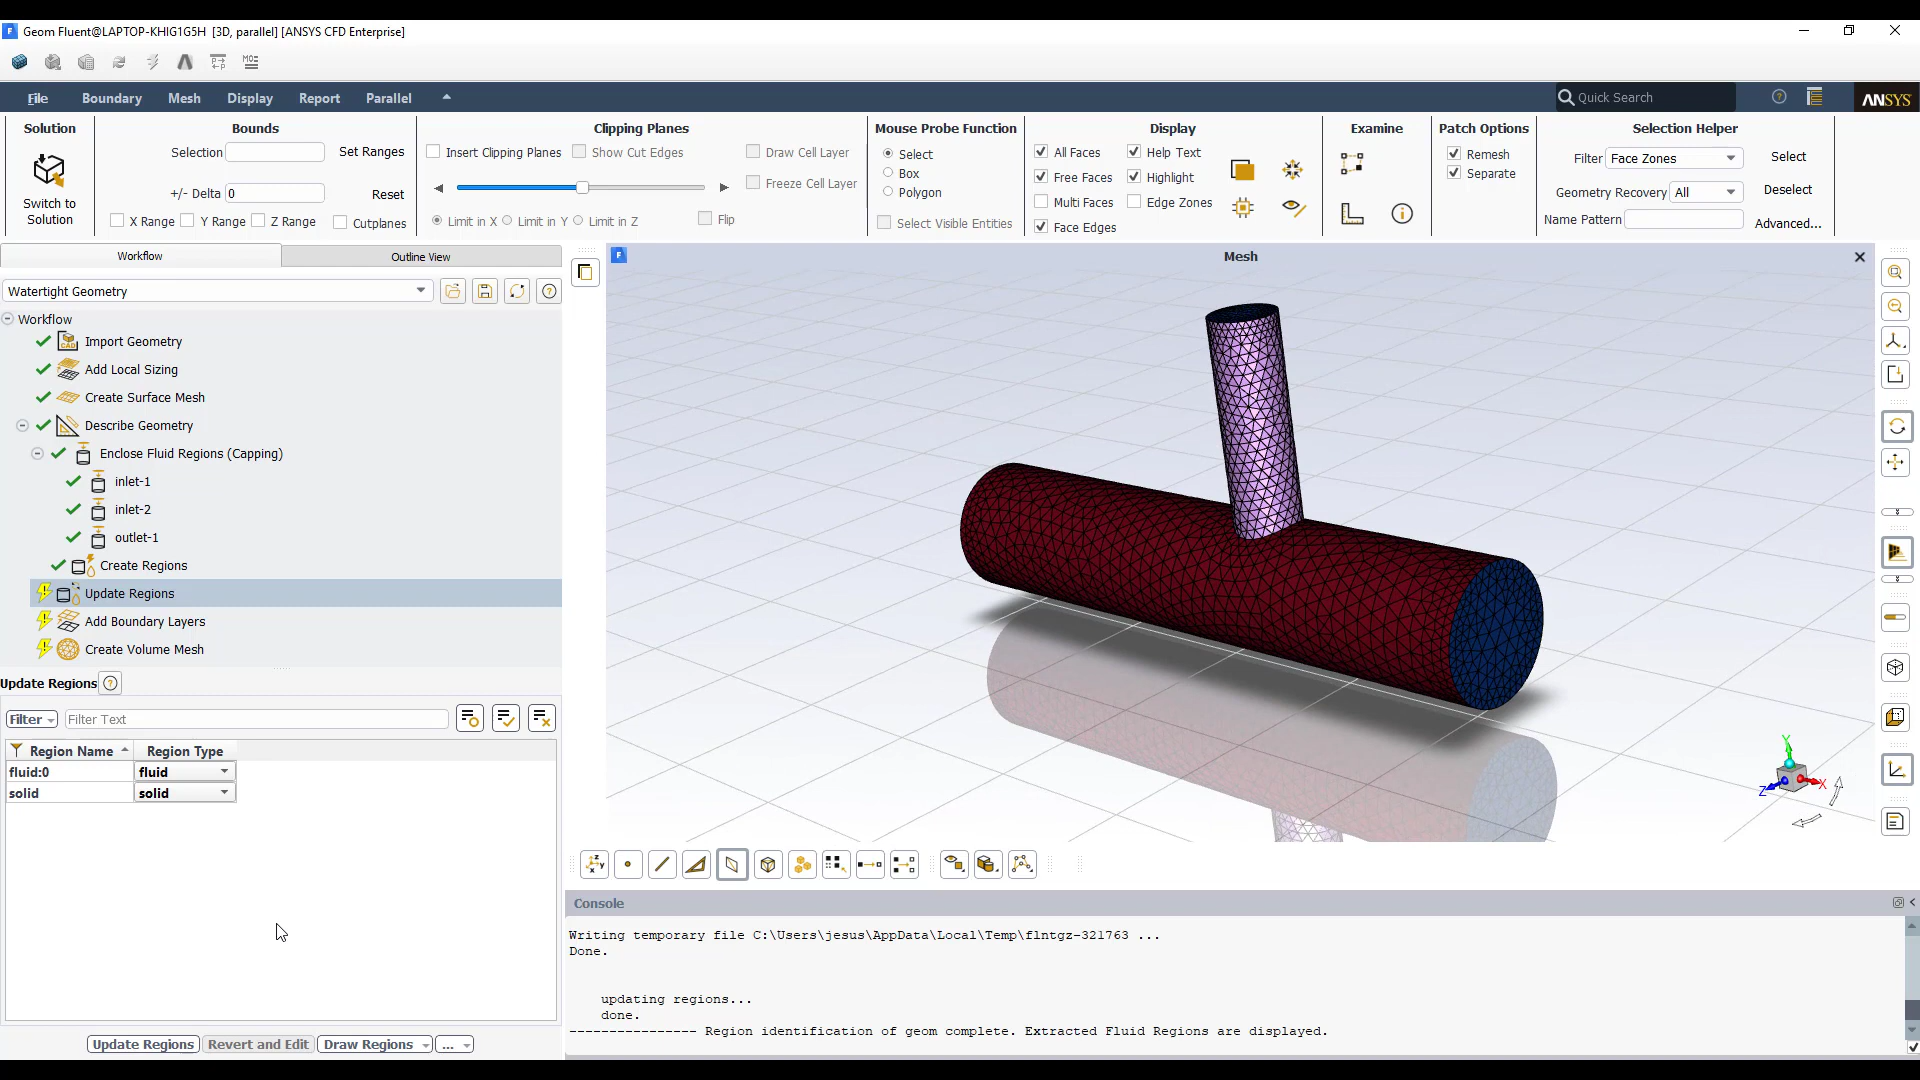 Geom Fluent@LAPTOP-KHIG1G5H [3D, parallel] [ANSYS CFD Enterprise]
File Boundary Mesh Display Report Parallel Quick Search ANSYS
Solution
Switch to
Solution
Bounds
Selection Set Ranges
+/- Delta 0 Reset
X Range Y Range Z Range Cutplanes
Clipping Planes
Insert Clipping Planes Show Cut Edges Draw Cell Layer
Freeze Cell Layer
Limit in X Limit in Y Limit in Z Flip
Mouse Probe Function
Select
Box
Polygon
Select Visible Entities
Display
All Faces Help Text
Free Faces Highlight
Multi Faces Edge Zones
Face Edges
Examine
Patch Options
Remesh
Separate
Selection Helper
Filter Face Zones Select
Geometry Recovery All Deselect
Name Pattern Advanced...
Workflow Outline View
Watertight Geometry
Workflow
Import Geometry
Add Local Sizing
Create Surface Mesh
Describe Geometry
Enclose Fluid Regions (Capping)
inlet-1
inlet-2
outlet-1
Create Regions
Update Regions
Add Boundary Layers
Create Volume Mesh
Update Regions
Filter Filter Text
Region Name Region Type
fluid:0 fluid
solid solid
Update Regions Revert and Edit Draw Regions ...
Mesh
Y
X
Z
Console
Writing temporary file C:\Users\jesus\AppData\Local\Temp\flntgz-321763 ...
Done.
updating regions...
done.
---------------- Region identification of geom complete. Extracted Fluid Regions are displayed.